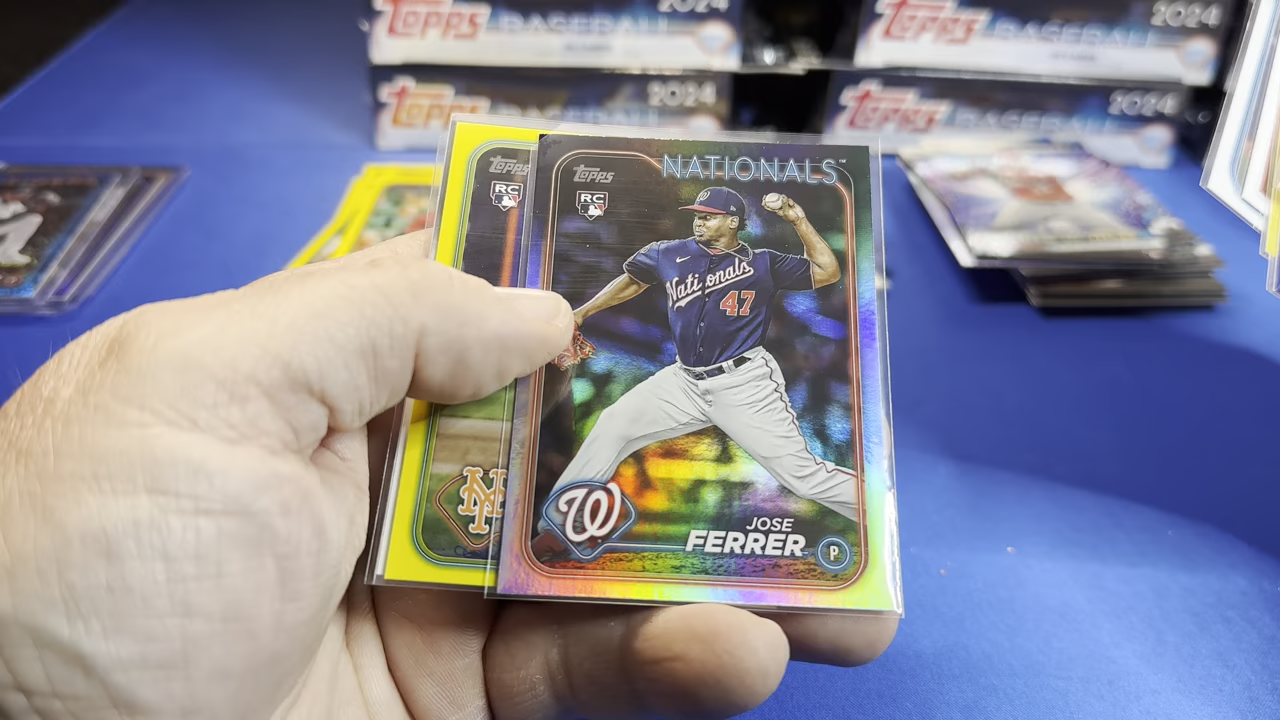 Topps
BASEBALL
2024
Topps
BASEBALL
2024
Topps
BASEBALL
2024
Topps
BASEBALL
2024
Topps
RC
NY
Topps
RC
NATIONALS™
Nationals
47
W
W
JOSE
FERRER
P